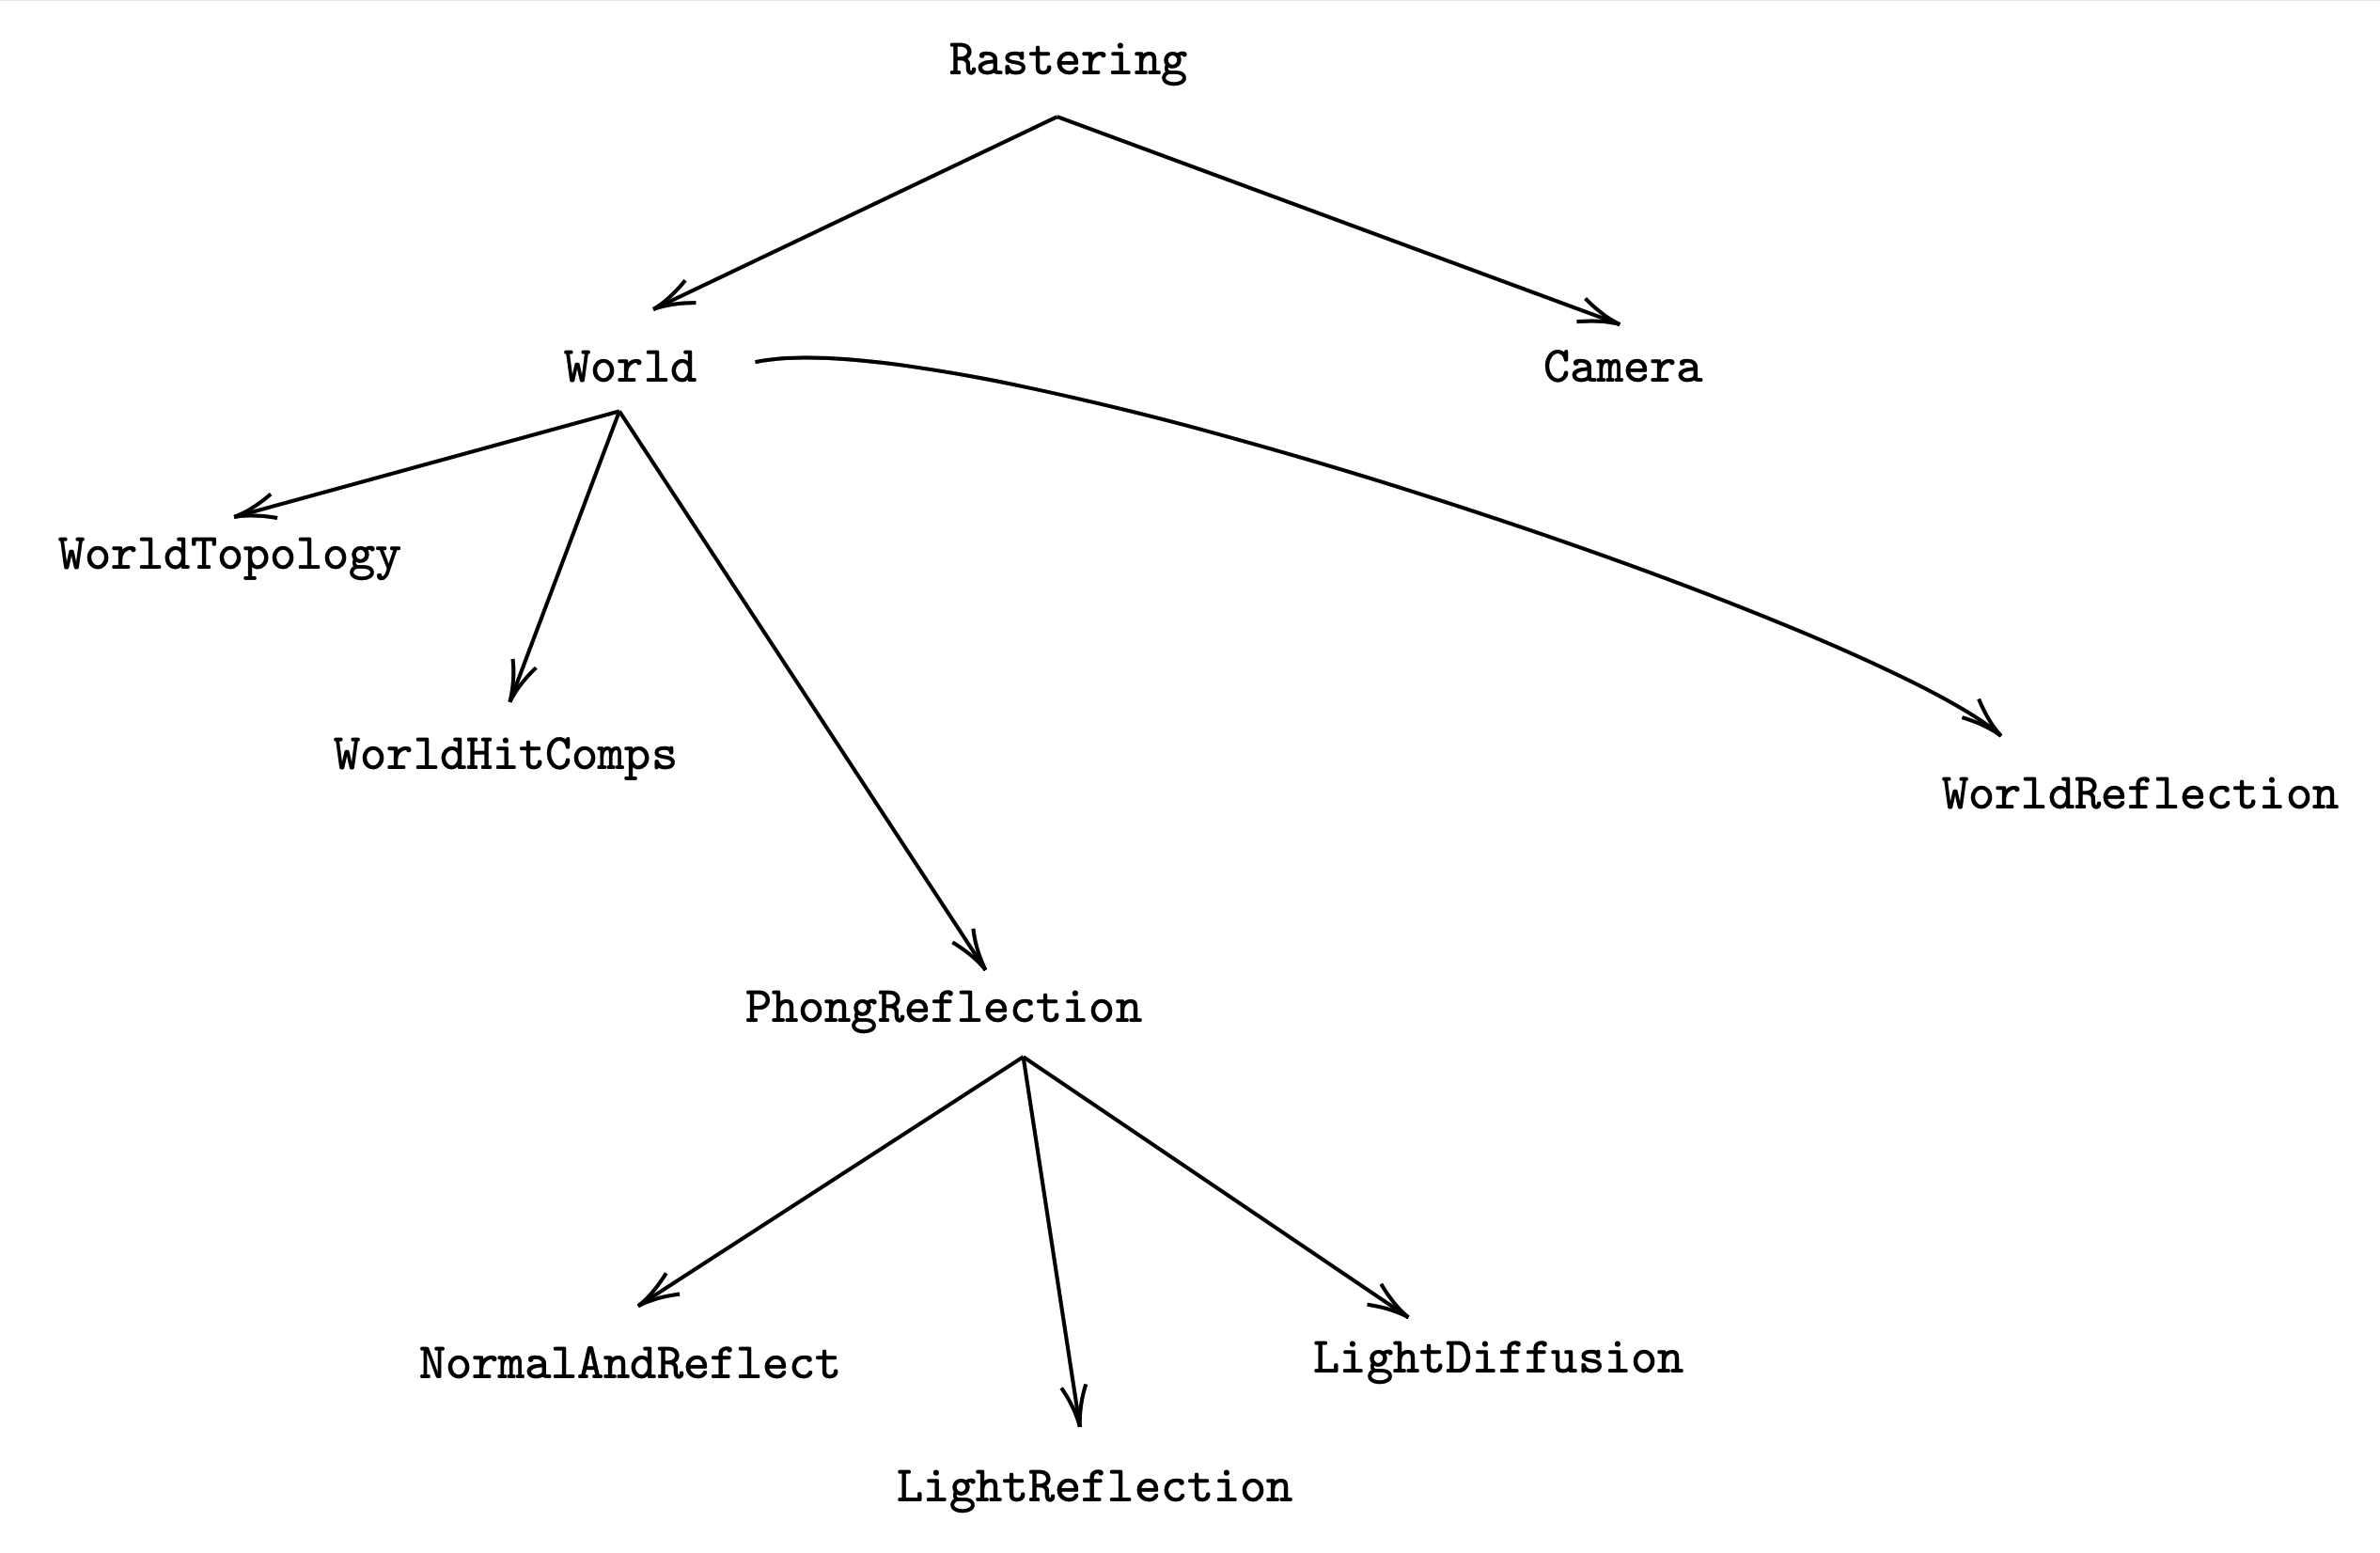 Rastering
World
Camera
WorldTopology
WorldHitComps
WorldReflection
PhongReflection
NormalAndReflect
LightDiffusion
LightReflection